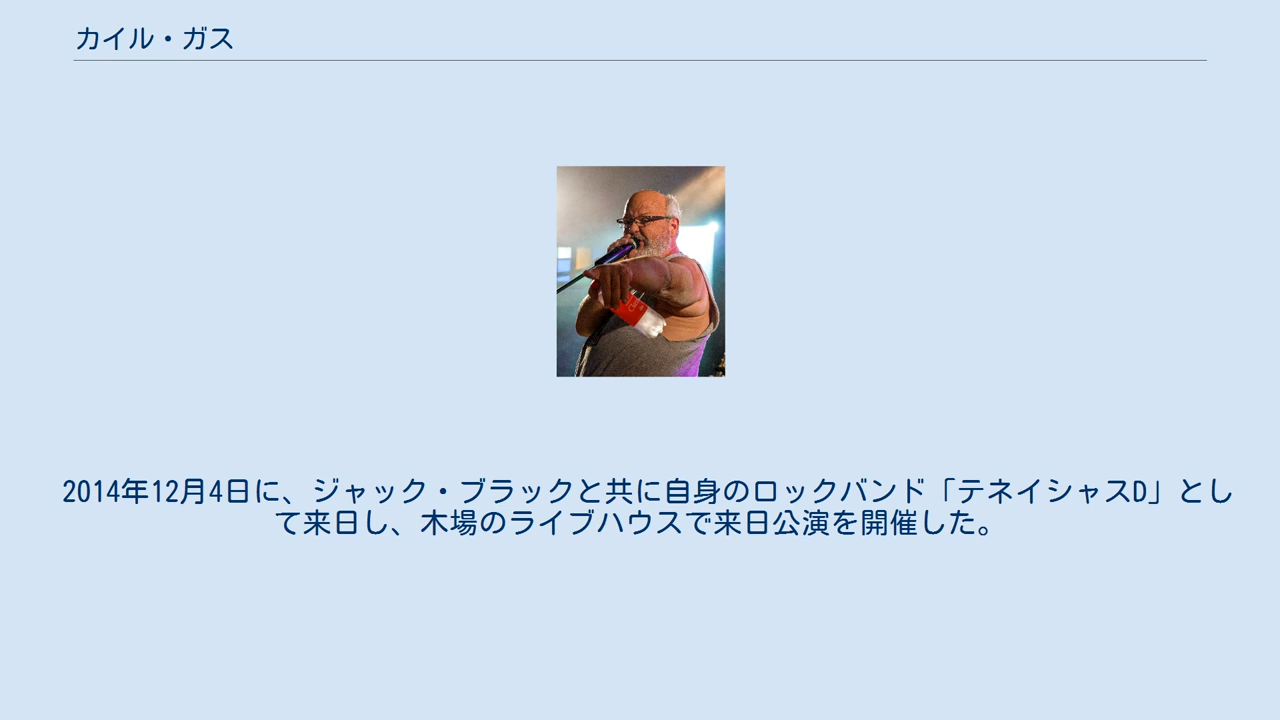 カイル・ガス
2014年12月4日に、ジャック・ブラックと共に自身のロックバンド「テネイシャスD」とし
て来日し、木場のライブハウスで来日公演を開催した。